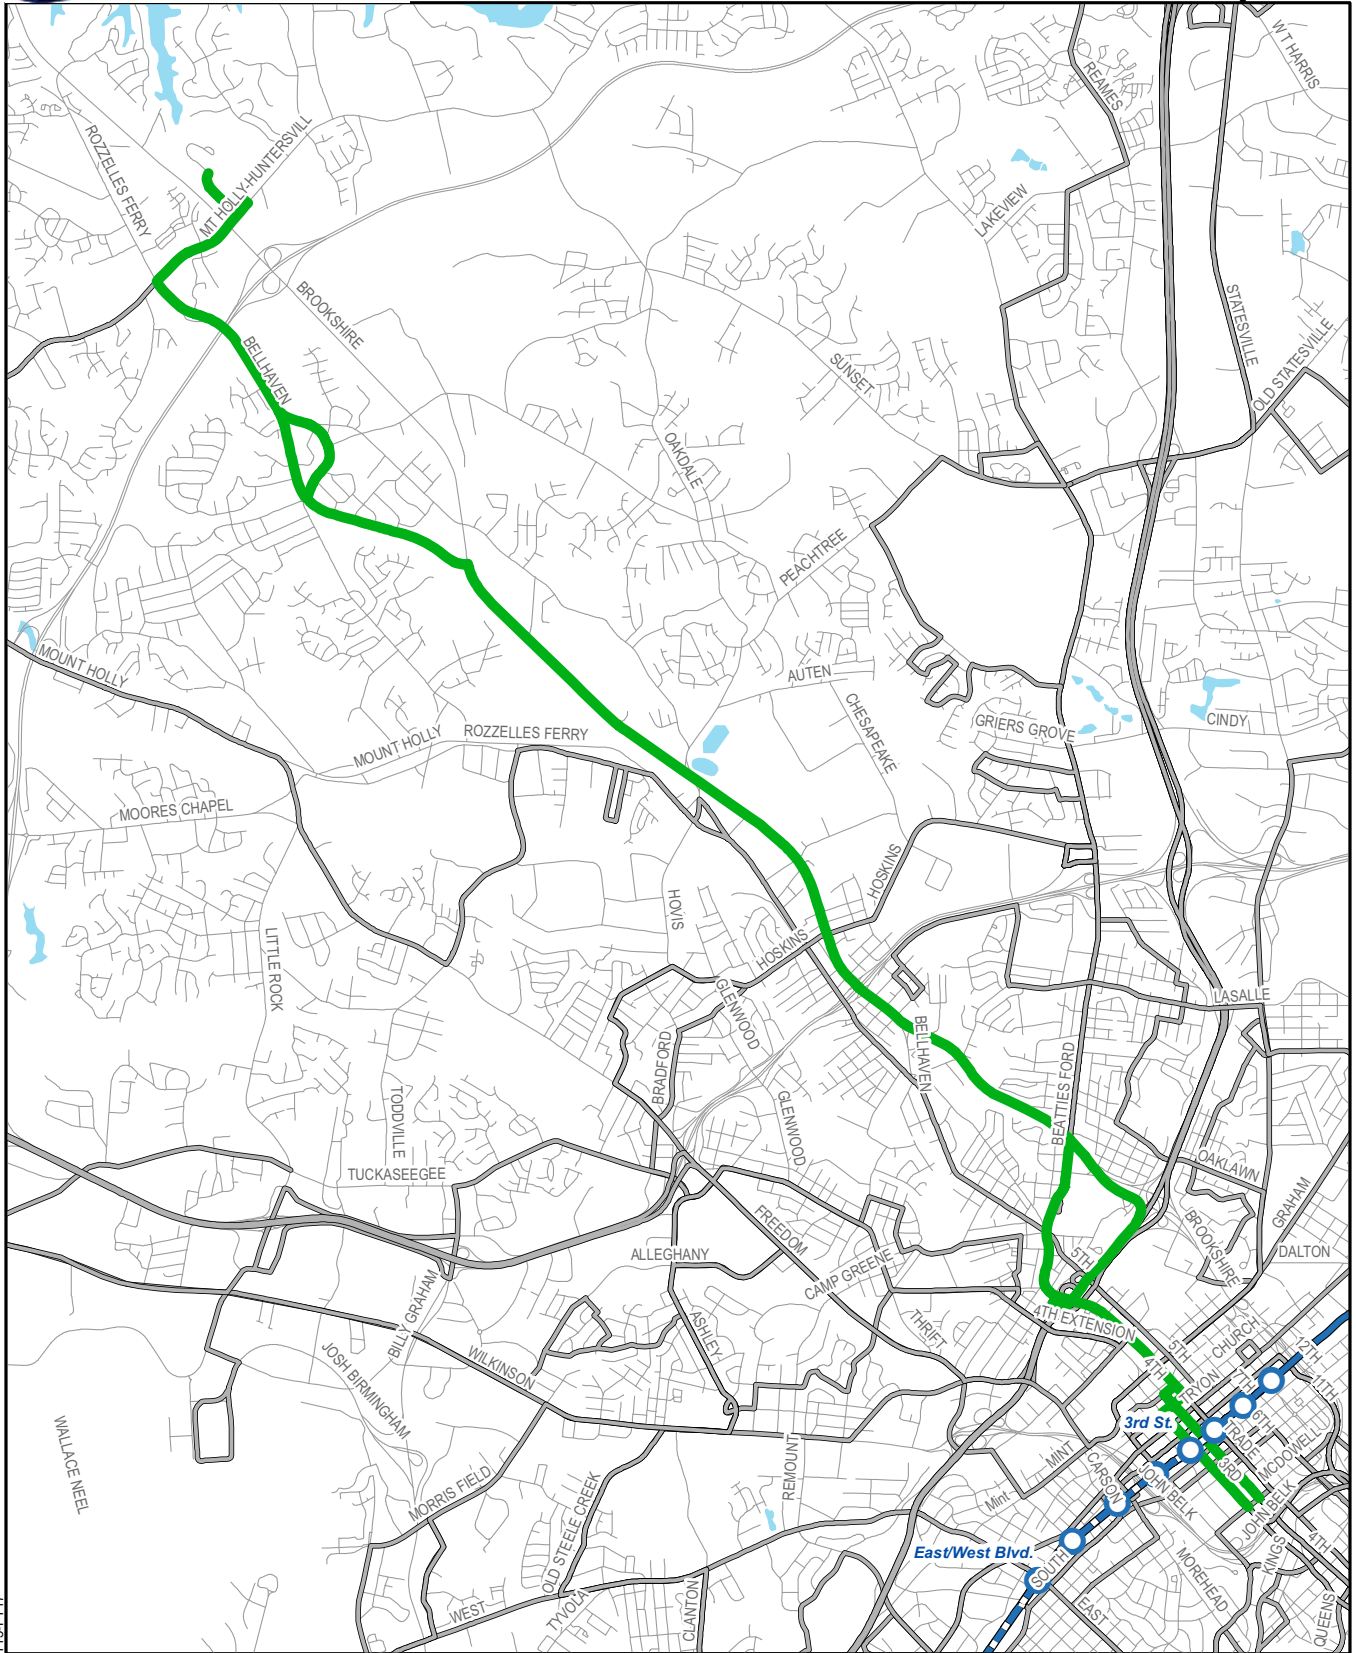 WT HARRIS
REAMES
ROZZELLES FERRY
MT HOLLY-HUNTERSVILL
LAKEVIEW
BROOKSHIRE
STATESVILLE
BELLHAVEN
SUNSET
OLD STATESVILLE
OAKDALE
PEACHTREE
MOUNT HOLLY
AUTEN
CHESAPEAKE
GRIERS GROVE
CINDY
MOUNT HOLLY
ROZZELLES FERRY
MOORES CHAPEL
HOSKINS
HOVIS
HOSKINS
LITTLE ROCK
GLENWOOD
LASALLE
BRADFORD
BELLHAVEN
BEATTIES FORD
TODDVILLE
GLENWOOD
TUCKASEEGEE
OAKLAWN
GRAHAM
FREEDOM
BROOKSHIRE
ALLEGHANY
5TH
DALTON
CAMP GREENE
BILLY GRAHAM
ASHLEY
THRIFT
4TH EXTENSION
JOSH BIRMINGHAM
WILKINSON
5TH
CHURCH
12TH
4TH
TRYON
7TH
11TH
3rd St.
6TH
TRADE
WALLACE NEEL
REMOUNT
MINT
MCDOWELL
3RD
CARSON
JOHN BELK
MORRIS FIELD
Mint
JOHN BELK
OLD STEELE CREEK
4TH
KINGS
East/West Blvd.
SOUTH
MOREHEAD
WEST
TYVOLA
CLANTON
EAST
QUEENS